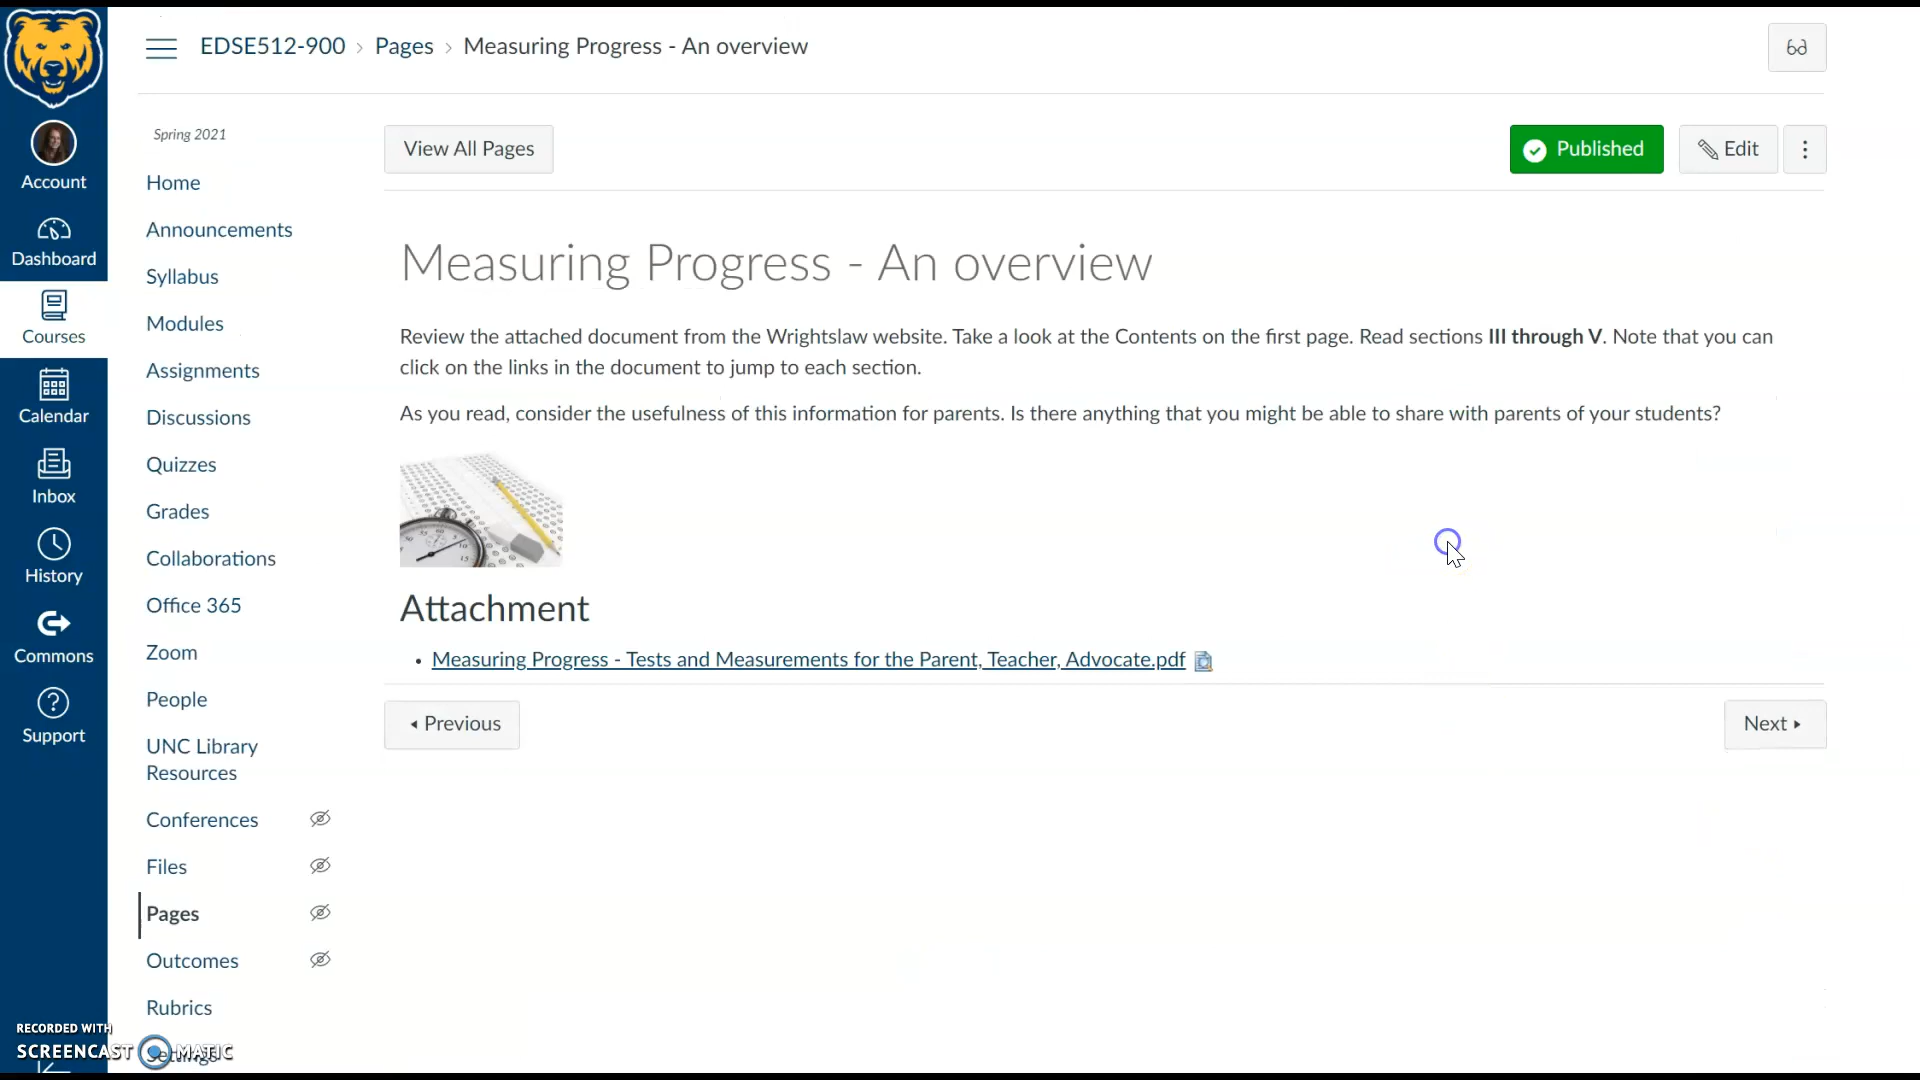 EDSE512-900 › Pages › Measuring Progress - An overview
Account
Dashboard
Courses
Calendar
Inbox
History
Commons
Support
Spring 2021
Home
Announcements
Syllabus
Modules
Assignments
Discussions
Quizzes
Grades
Collaborations
Office 365
Zoom
People
UNC Library
Resources
Conferences
Files
Pages
Outcomes
Rubrics
Settings
View All Pages
Published
Edit
Measuring Progress - An overview
Review the attached document from the Wrightslaw website. Take a look at the Contents on the first page. Read sections III through V. Note that you can
click on the links in the document to jump to each section.
As you read, consider the usefulness of this information for parents. Is there anything that you might be able to share with parents of your students?
Attachment
• Measuring Progress - Tests and Measurements for the Parent, Teacher, Advocate.pdf
Previous
Next
RECORDED WITH
SCREENCAST MATIC